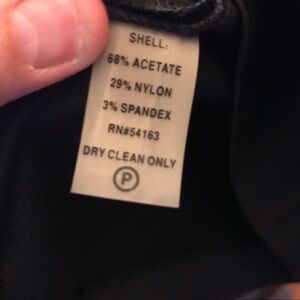 SHELL:
68% ACETATE
29% NYLON
3% SPANDEX
RN#54163
DRY CLEAN ONLY
P